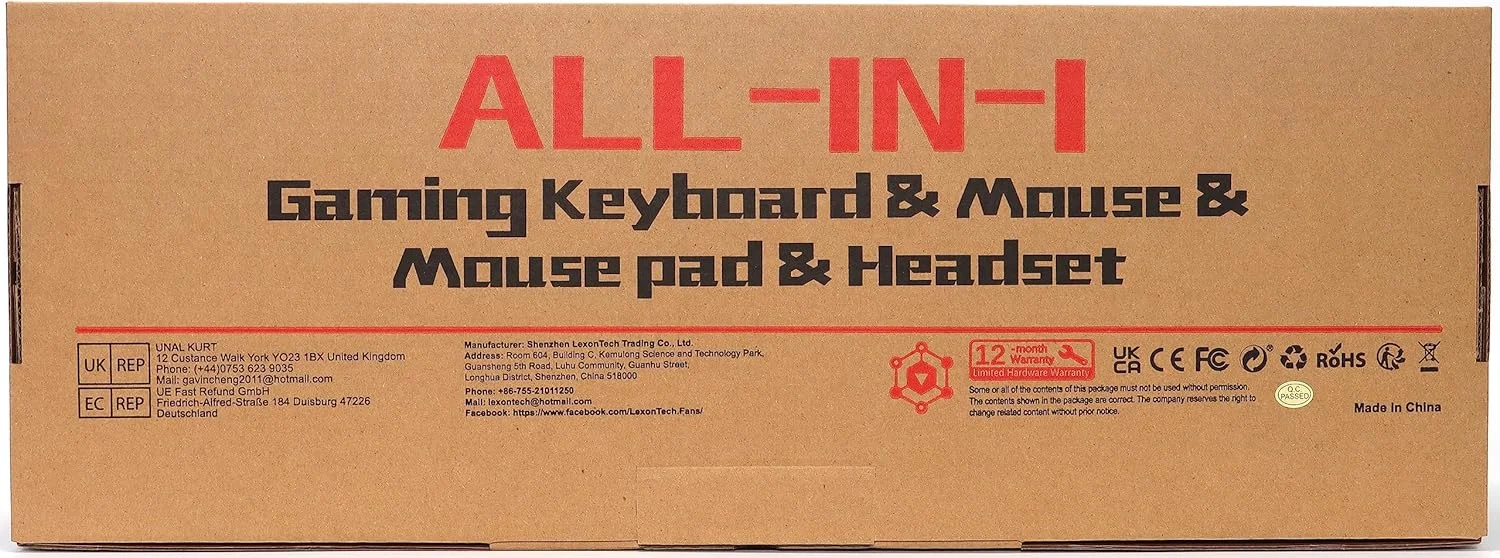 ALL-IN-1
Gaming Keyboard & Mouse &
Mouse pad & Headset
UK REP
UNAL KURT
12 Custance Walk York YO23 1BX United Kingdom
Phone: (+44)0753 623 9035
Mail: gavincheng2011@hotmail.com
EC REP
UE Fast Refund GmbH
Friedrich-Alfred-Straße 184 Duisburg 47226
Deutschland
Manufacturer: Shenzhen LexonTech Trading Co., Ltd.
Address: Room 604, Building C, Kemulong Science and Technology Park,
Guansheng 5th Road, Luhu Community, Guanhu Street,
Longhua District, Shenzhen, China 518000
Phone: +86-755-21011250
Mail: lexontech@hotmail.com
Facebook: https://www.facebook.com/LexonTech.Fans/
12 -month
Warranty
Limited Hardware Warranty
Some or all of the contents of this package must not be used without permission.
The contents shown in the package are correct. The company reserves the right to
change related content without prior notice.
UK
CA
CE
FC
RoHS
Q.C
PASSED
Made In China